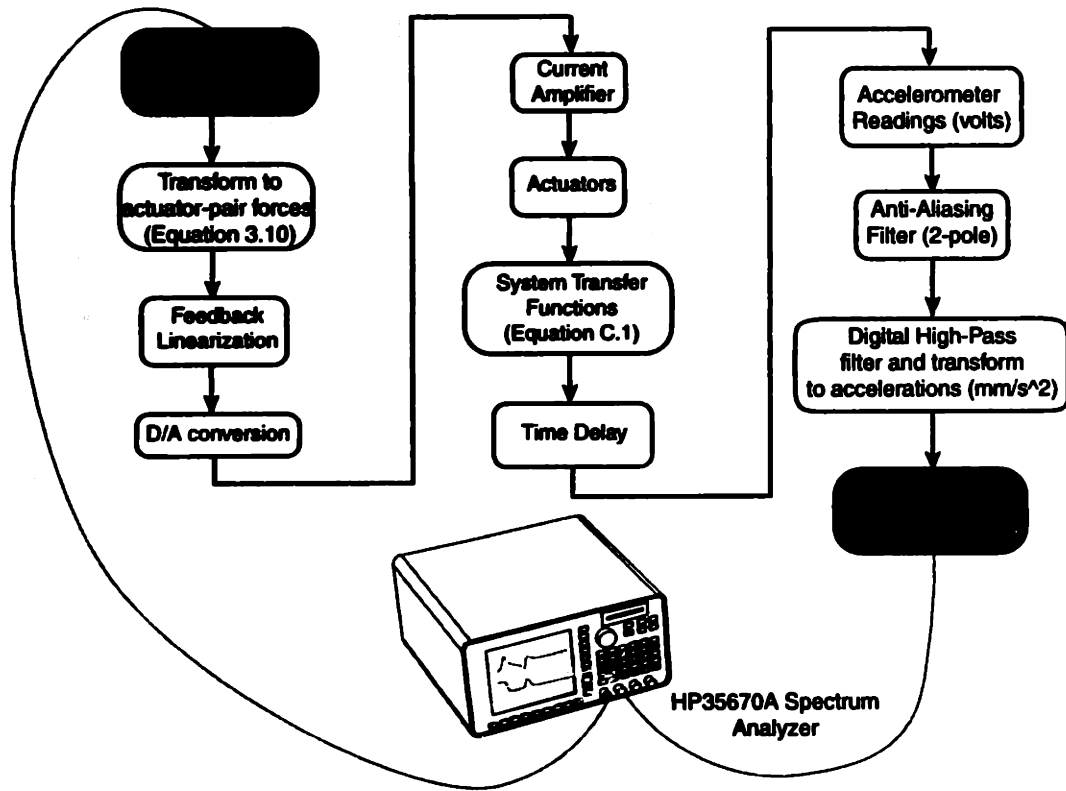 Transform to
actuator-pair forces
(Equation 3.10)
Feedback
Linearization
D/A conversion
Current
Amplifier
Actuators
System Transfer
Functions
(Equation C.1)
Time Delay
Accelerometer
Readings (volts)
Anti-Aliasing
Filter (2-pole)
Digital High-Pass
filter and transform
to accelerations (mm/s^2)
HP35670A Spectrum
Analyzer